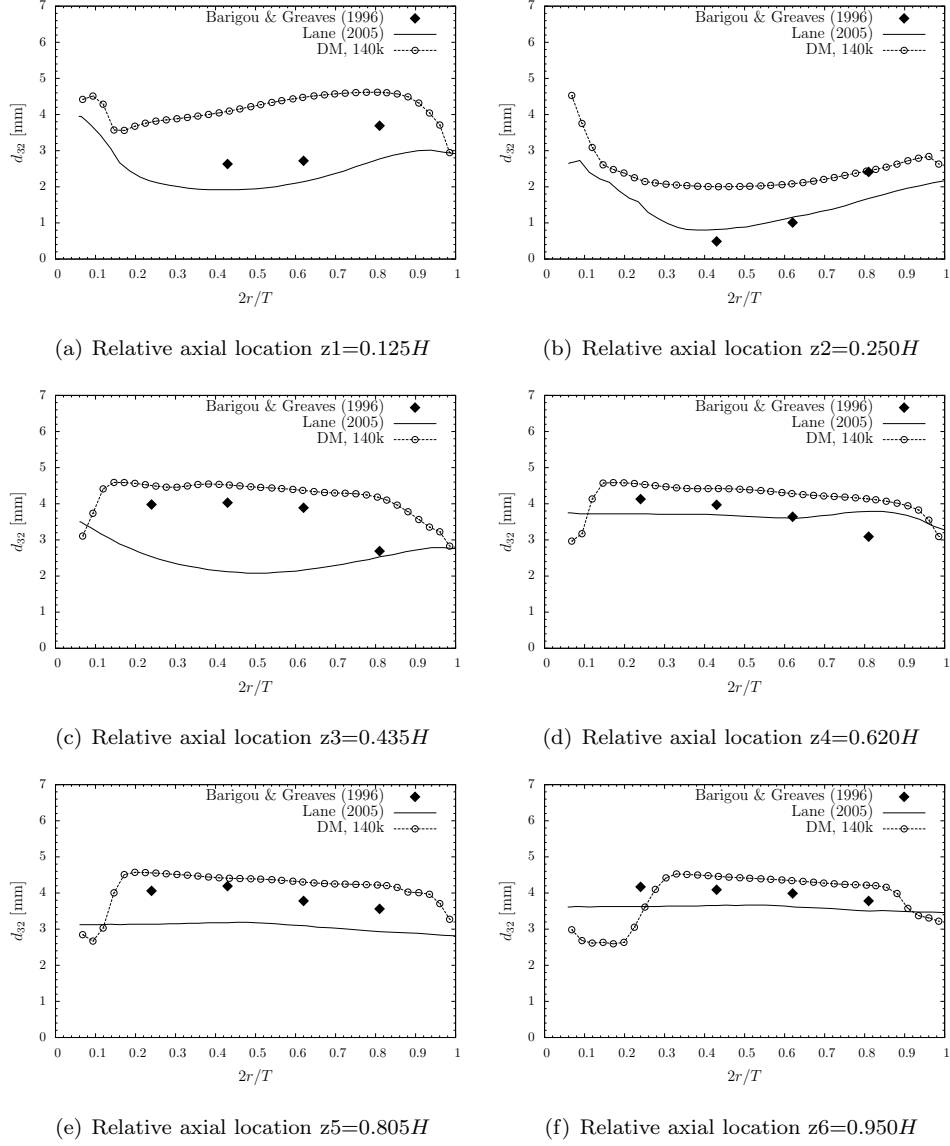 7
6
5
4
3
2
1
0
d32 [mm]
Barigou & Greaves (1996)
Lane (2005)
DM, 140k
0 0.1 0.2 0.3 0.4 0.5 0.6 0.7 0.8 0.9 1
2r/T
(a) Relative axial location z1=0.125H
7
6
5
4
3
2
1
0
d32 [mm]
Barigou & Greaves (1996)
Lane (2005)
DM, 140k
0 0.1 0.2 0.3 0.4 0.5 0.6 0.7 0.8 0.9 1
2r/T
(b) Relative axial location z2=0.250H
7
6
5
4
3
2
1
0
d32 [mm]
Barigou & Greaves (1996)
Lane (2005)
DM, 140k
0 0.1 0.2 0.3 0.4 0.5 0.6 0.7 0.8 0.9 1
2r/T
(c) Relative axial location z3=0.435H
7
6
5
4
3
2
1
0
d32 [mm]
Barigou & Greaves (1996)
Lane (2005)
DM, 140k
0 0.1 0.2 0.3 0.4 0.5 0.6 0.7 0.8 0.9 1
2r/T
(d) Relative axial location z4=0.620H
7
6
5
4
3
2
1
0
d32 [mm]
Barigou & Greaves (1996)
Lane (2005)
DM, 140k
0 0.1 0.2 0.3 0.4 0.5 0.6 0.7 0.8 0.9 1
2r/T
(e) Relative axial location z5=0.805H
7
6
5
4
3
2
1
0
d32 [mm]
Barigou & Greaves (1996)
Lane (2005)
DM, 140k
0 0.1 0.2 0.3 0.4 0.5 0.6 0.7 0.8 0.9 1
2r/T
(f) Relative axial location z6=0.950H